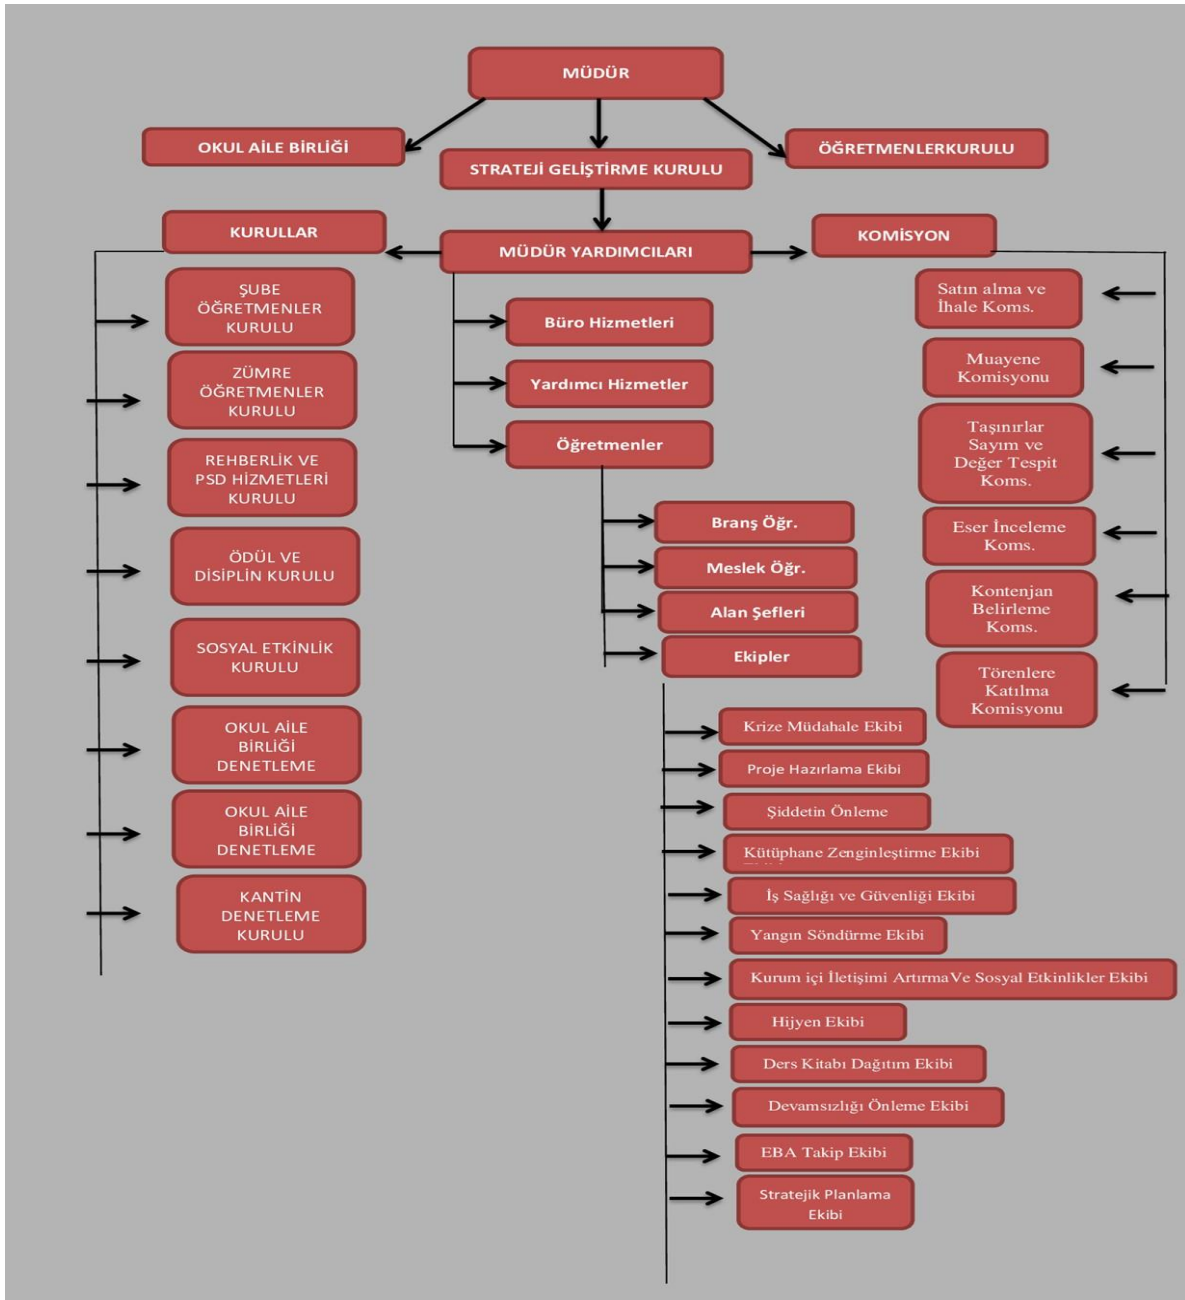 MÜDÜR
OKUL AİLE BİRLİĞİ
STRATEJİ GELİŞTİRME KURULU
ÖĞRETMENLERKURULU
KURULLAR
MÜDÜR YARDIMCILARI
KOMİSYON
ŞUBE
ÖĞRETMENLER
KURULU
ZÜMRE
ÖĞRETMENLER
KURULU
REHBERLİK VE
PSD HİZMETLERİ
KURULU
ÖDÜL VE
DİSİPLİN KURULU
SOSYAL ETKİNLİK
KURULU
OKUL AİLE
BİRLİĞİ
DENETLEME
OKUL AİLE
BİRLİĞİ
DENETLEME
KANTİN
DENETLEME
KURULU
Büro Hizmetleri
Yardımcı Hizmetler
Öğretmenler
Branş Öğr.
Meslek Öğr.
Alan Şefleri
Ekipler
Krize Müdahale Ekibi
Proje Hazırlama Ekibi
Şiddetin Önleme
Kütüphane Zenginleştirme Ekibi
İş Sağlığı ve Güvenliği Ekibi
Yangın Söndürme Ekibi
Kurum içi İletişimi ArtırmaVe Sosyal Etkinlikler Ekibi
Hijyen Ekibi
Ders Kitabı Dağıtım Ekibi
Devamsızlığı Önleme Ekibi
EBA Takip Ekibi
Stratejik Planlama
Ekibi
Satın alma ve
İhale Koms.
Muayene
Komisyonu
Taşınırlar
Sayım ve
Değer Tespit
Koms.
Eser İnceleme
Koms.
Kontenjan
Belirleme
Koms.
Törenlere
Katılma
Komisyonu